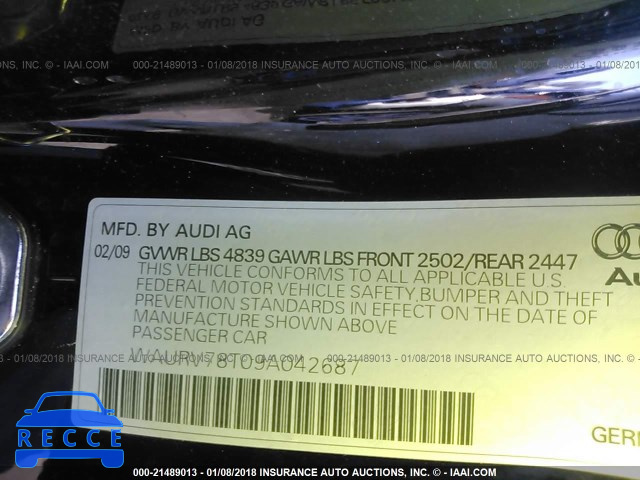 000-21489013 - 01/08/2018 INSURANCE AUTO AUCTIONS, INC. - © IAAI.COM
MFD. BY AUDI AG
02/09 GVWR LBS 4839 GAWR LBS FRONT 2502/REAR 2447
THIS VEHICLE CONFORMS TO ALL APPLICABLE U.S.
FEDERAL MOTOR VEHICLE SAFETY,BUMPER AND THEFT
PREVENTION STANDARDS IN EFFECT ON THE DATE OF
MANUFACTURE SHOWN ABOVE
PASSENGER CAR
WAURV78T09A042687
000-21489013 - 01/08/2018 INSURANCE AUTO AUCTIONS, INC. - © IAAI.COM
RECCE
000-21489013 - 01/08/2018 INSURANCE AUTO AUCTIONS, INC. - © IAAI.COM